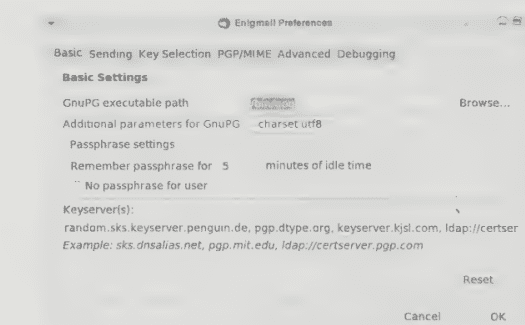 Enigmail Preferences
Basic Sending Key Selection PGP/MIME Advanced Debugging
Basic Settings
GnuPG executable path Browse...
Additional parameters for GnuPG charset utf8
Passphrase settings
Remember passphrase for 5 minutes of idle time
No passphrase for user
Keyserver(s):
random.sks.keyserver.penguin.de, pgp.dtype.org, keyserver.kjsl.com, ldap://certser
Example: sks.dnsalias.net, pgp.mit.edu, ldap://certserver.pgp.com
Reset
Cancel OK